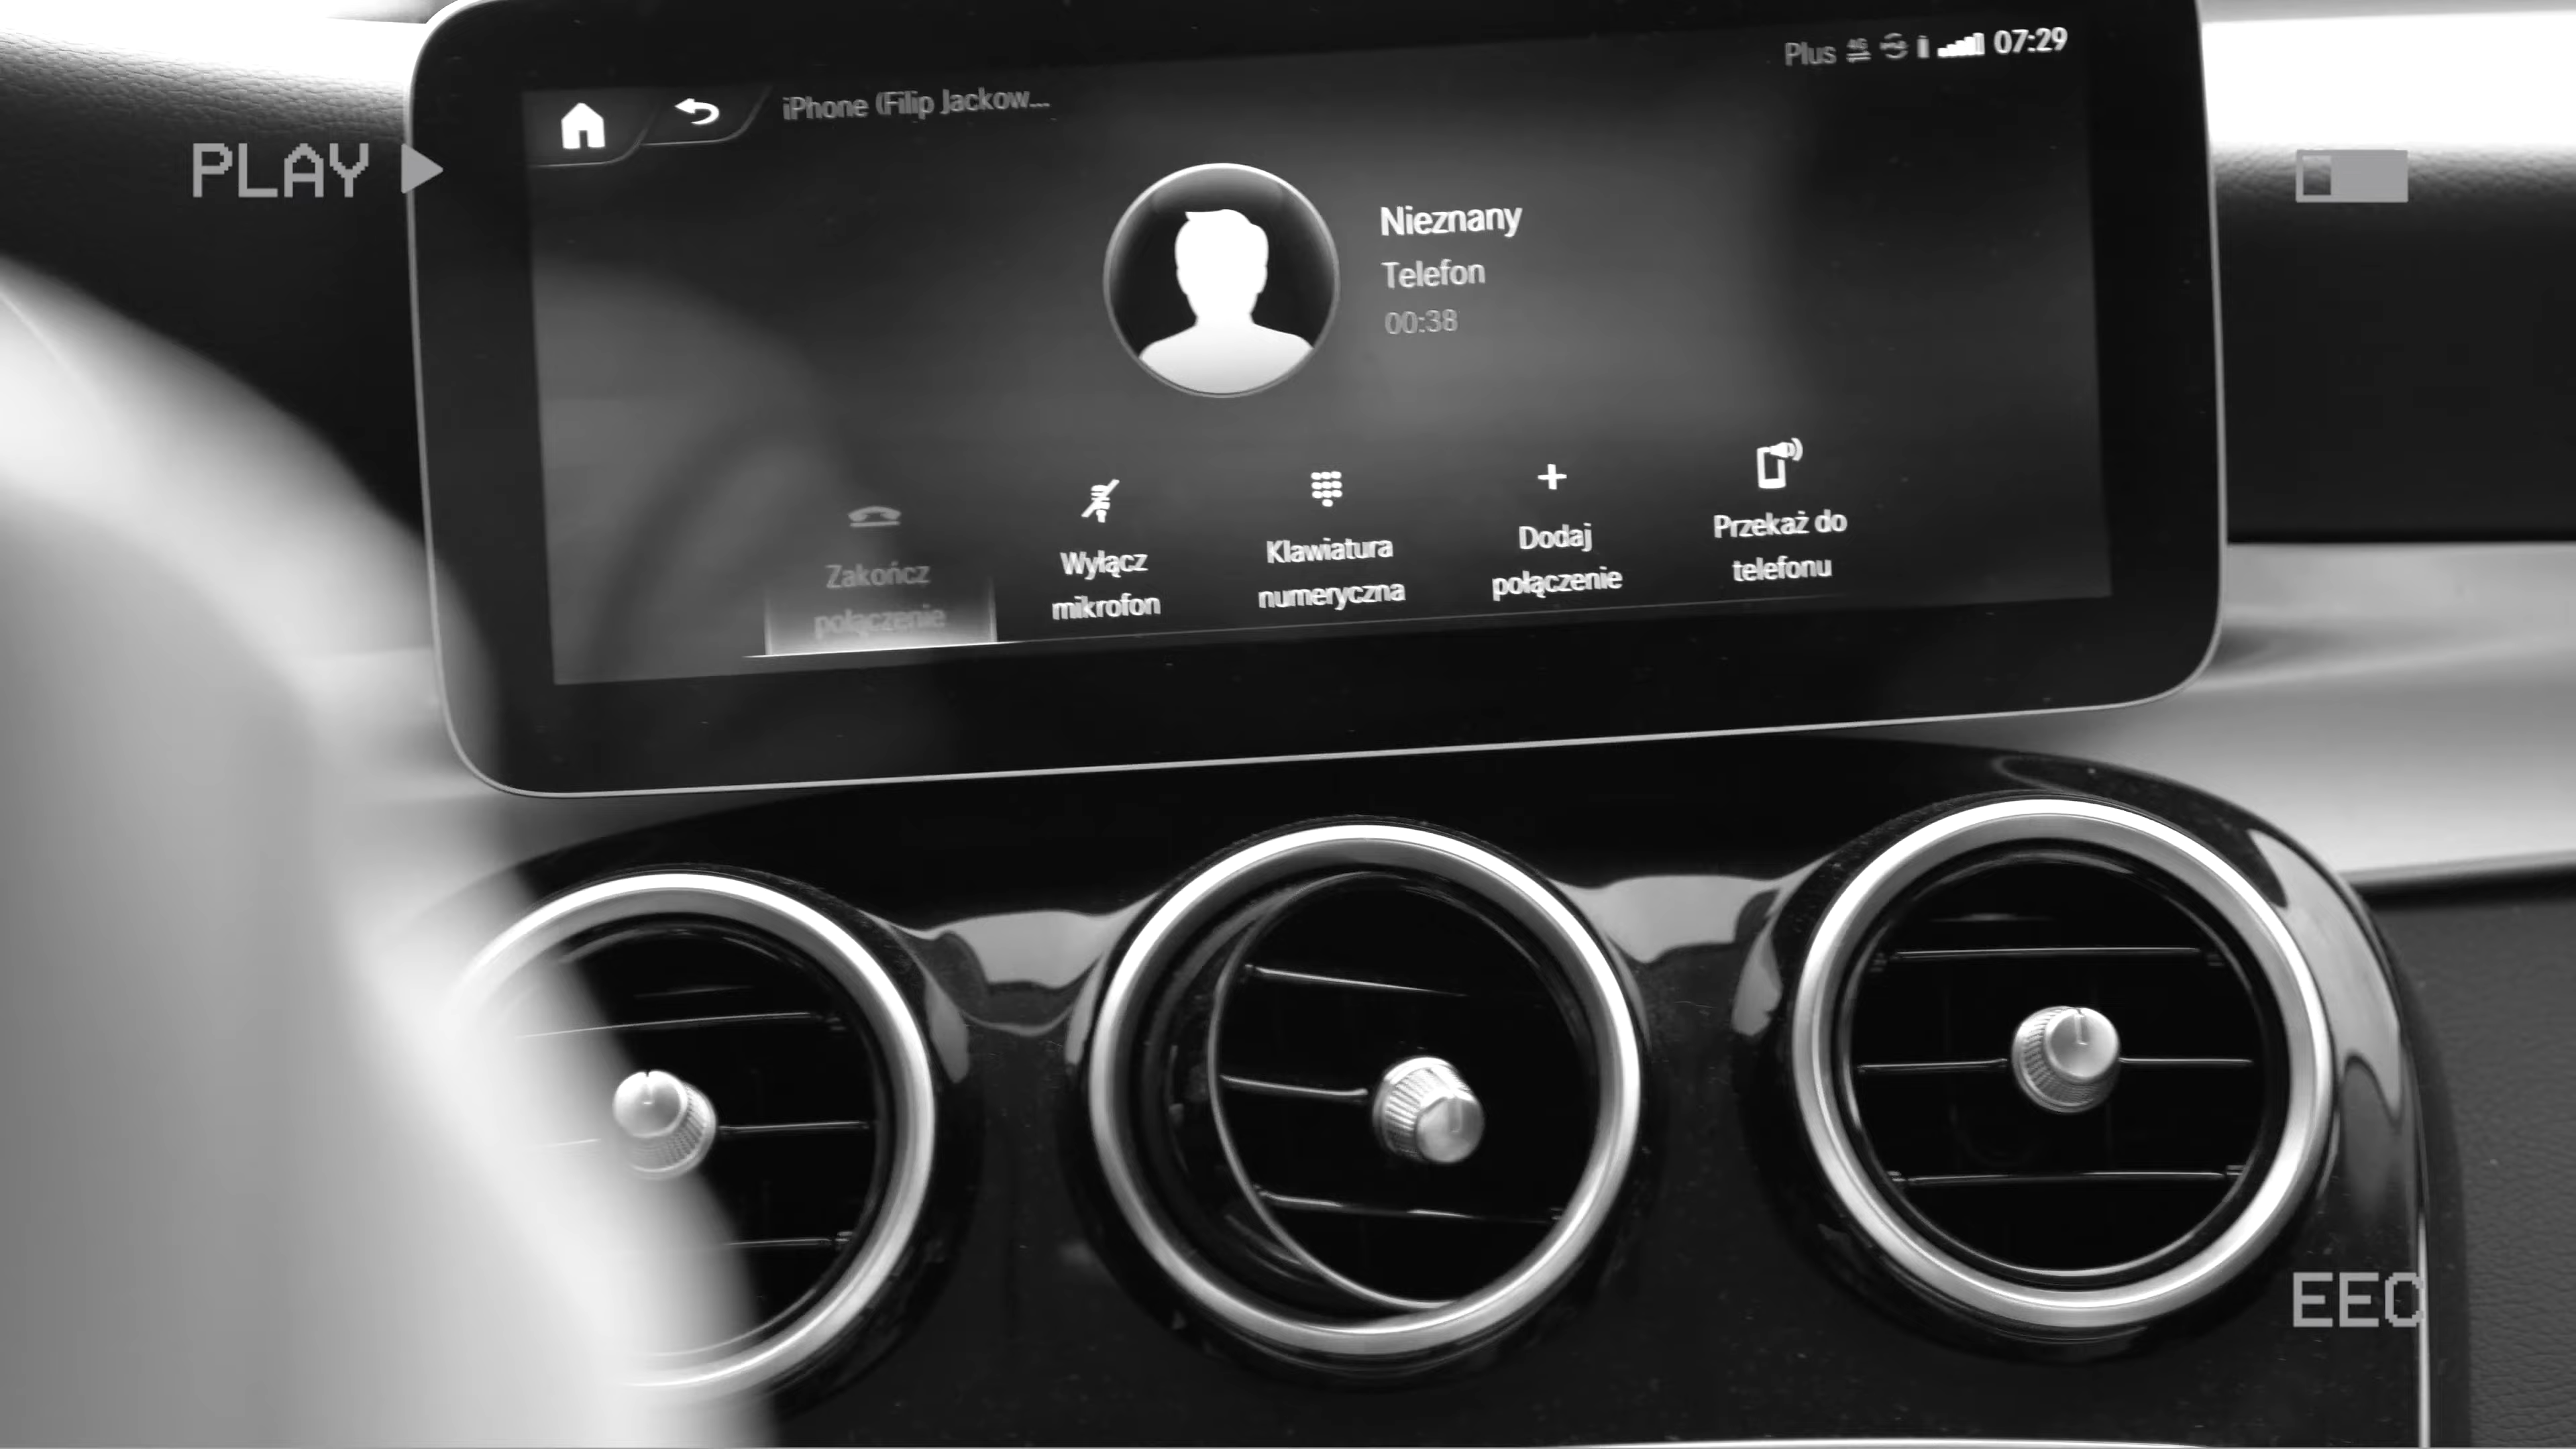 Plus 4G 07:29
iPhone (Filip Jackow...
PLAY
Nieznany
Telefon
00:38
Zakończ
połączenie
Wyłącz
mikrofon
Klawiatura
numeryczna
Dodaj
połączenie
Przekaż do
telefonu
EEC